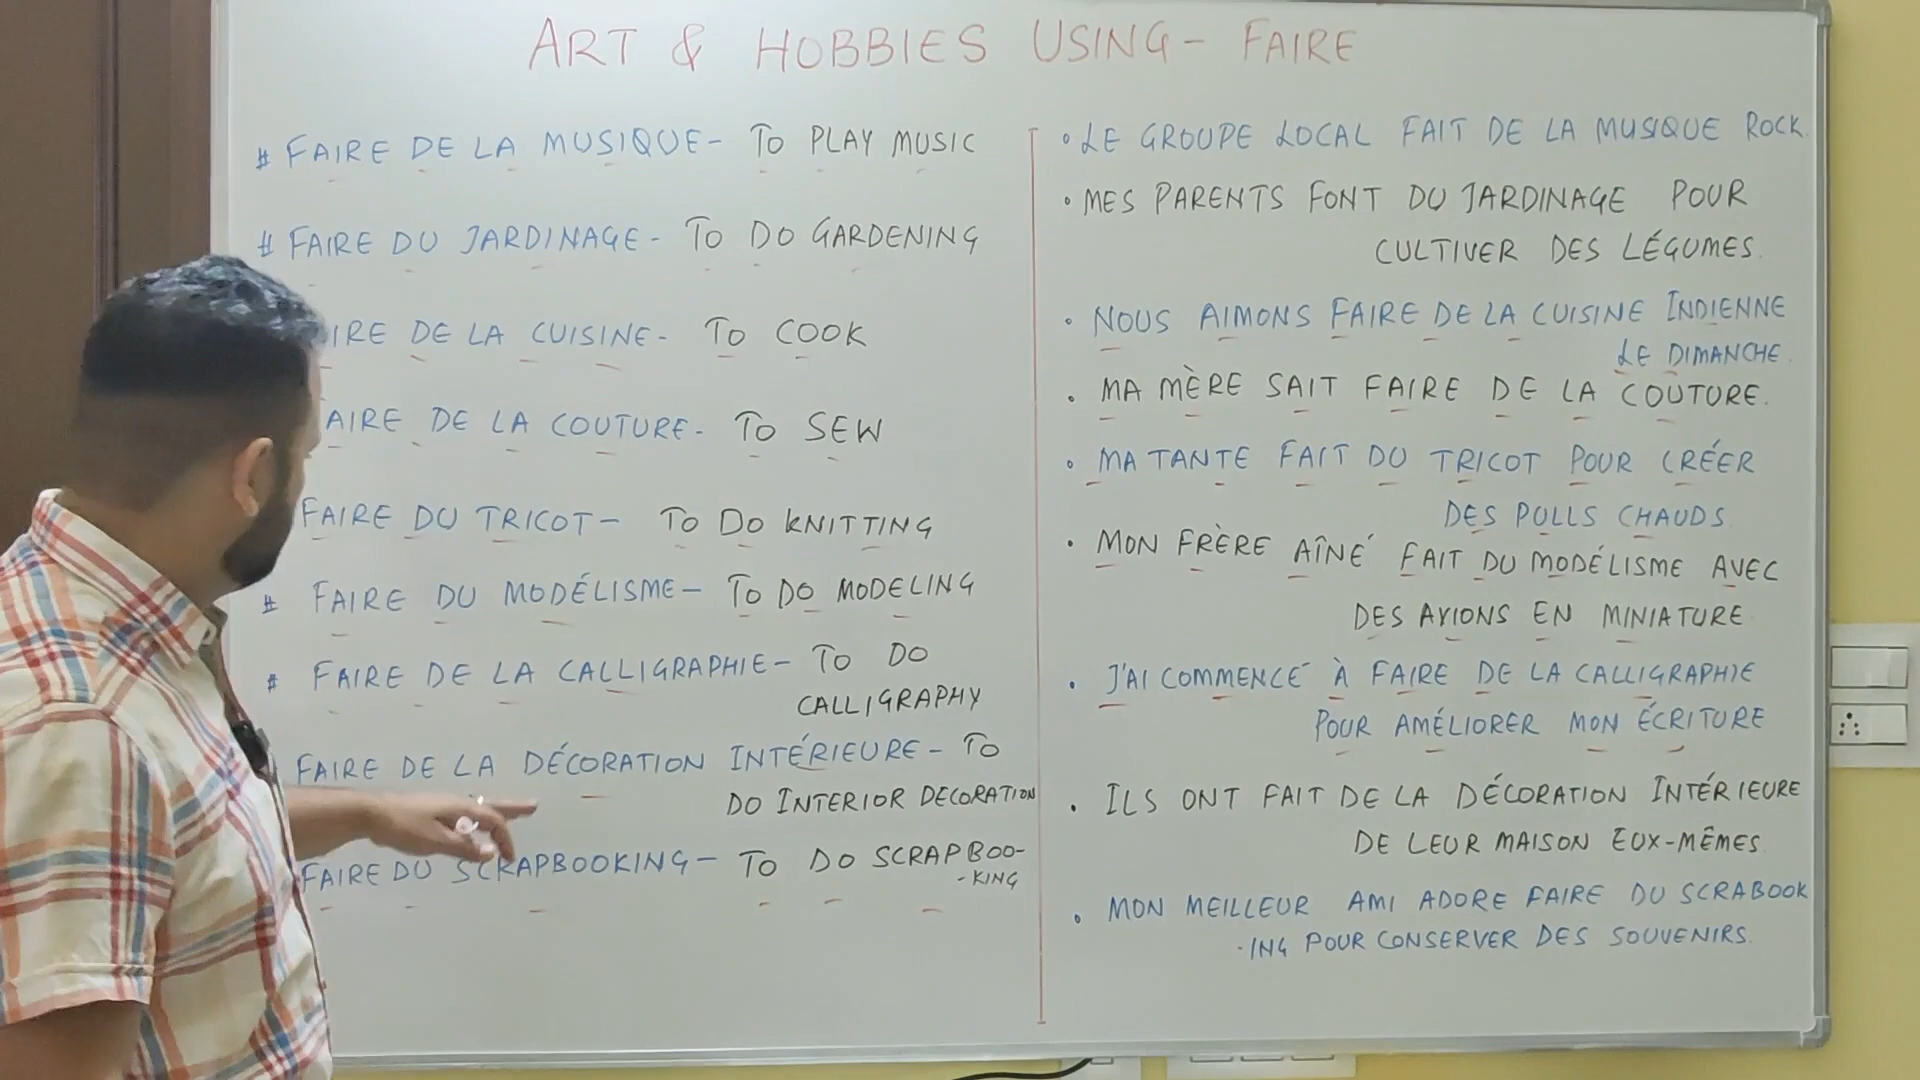 ART & HOBBIES USING - FAIRE
# FAIRE DE LA MUSIQUE - TO PLAY MUSIC
# FAIRE DU JARDINAGE - TO DO GARDENING
IRE DE LA CUISINE - TO COOK
AIRE DE LA COUTURE - TO SEW
FAIRE DU TRICOT - TO DO KNITTING
# FAIRE DU MODÉLISME - TO DO MODELING
# FAIRE DE LA CALLIGRAPHIE - TO DO
CALLIGRAPHY
FAIRE DE LA DÉCORATION INTÉRIEURE - TO
DO INTERIOR DECORATION
FAIRE DU SCRAPBOOKING - TO DO SCRAPBOO-
-KING
• LE GROUPE LOCAL FAIT DE LA MUSIQUE ROCK.
• MES PARENTS FONT DU JARDINAGE POUR
CULTIVER DES LÉGUMES.
• NOUS AIMONS FAIRE DE LA CUISINE INDIENNE
LE DIMANCHE.
• MA MÈRE SAIT FAIRE DE LA COUTURE.
• MA TANTE FAIT DU TRICOT POUR CRÉER
DES PULLS CHAUDS
• MON FRÈRE AÎNÉ FAIT DU MODÉLISME AVEC
DES AVIONS EN MINIATURE
• J'AI COMMENCÉ À FAIRE DE LA CALLIGRAPHIE
POUR AMÉLIORER MON ÉCRITURE
• ILS ONT FAIT DE LA DÉCORATION INTÉRIEURE
DE LEUR MAISON EUX-MÊMES
• MON MEILLEUR AMI ADORE FAIRE DU SCRABOOK
-ING POUR CONSERVER DES SOUVENIRS.